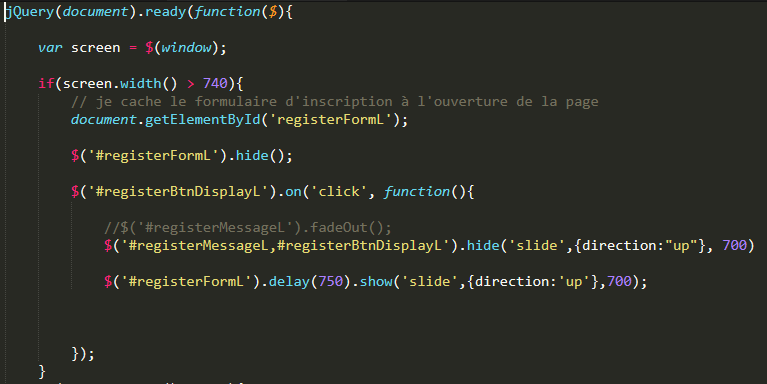 jQuery(document).ready(function($){
var screen = $(window);
if(screen.width() > 740){
// je cache le formulaire d'inscription à l'ouverture de la page
document.getElementById('registerFormL');
$('#registerFormL').hide();
$('#registerBtnDisplayL').on('click', function(){
//$('#registerMessageL').fadeOut();
$('#registerMessageL,#registerBtnDisplayL').hide('slide',{direction:"up"}, 700)
$('#registerFormL').delay(750).show('slide',{direction:'up'},700);
});
}